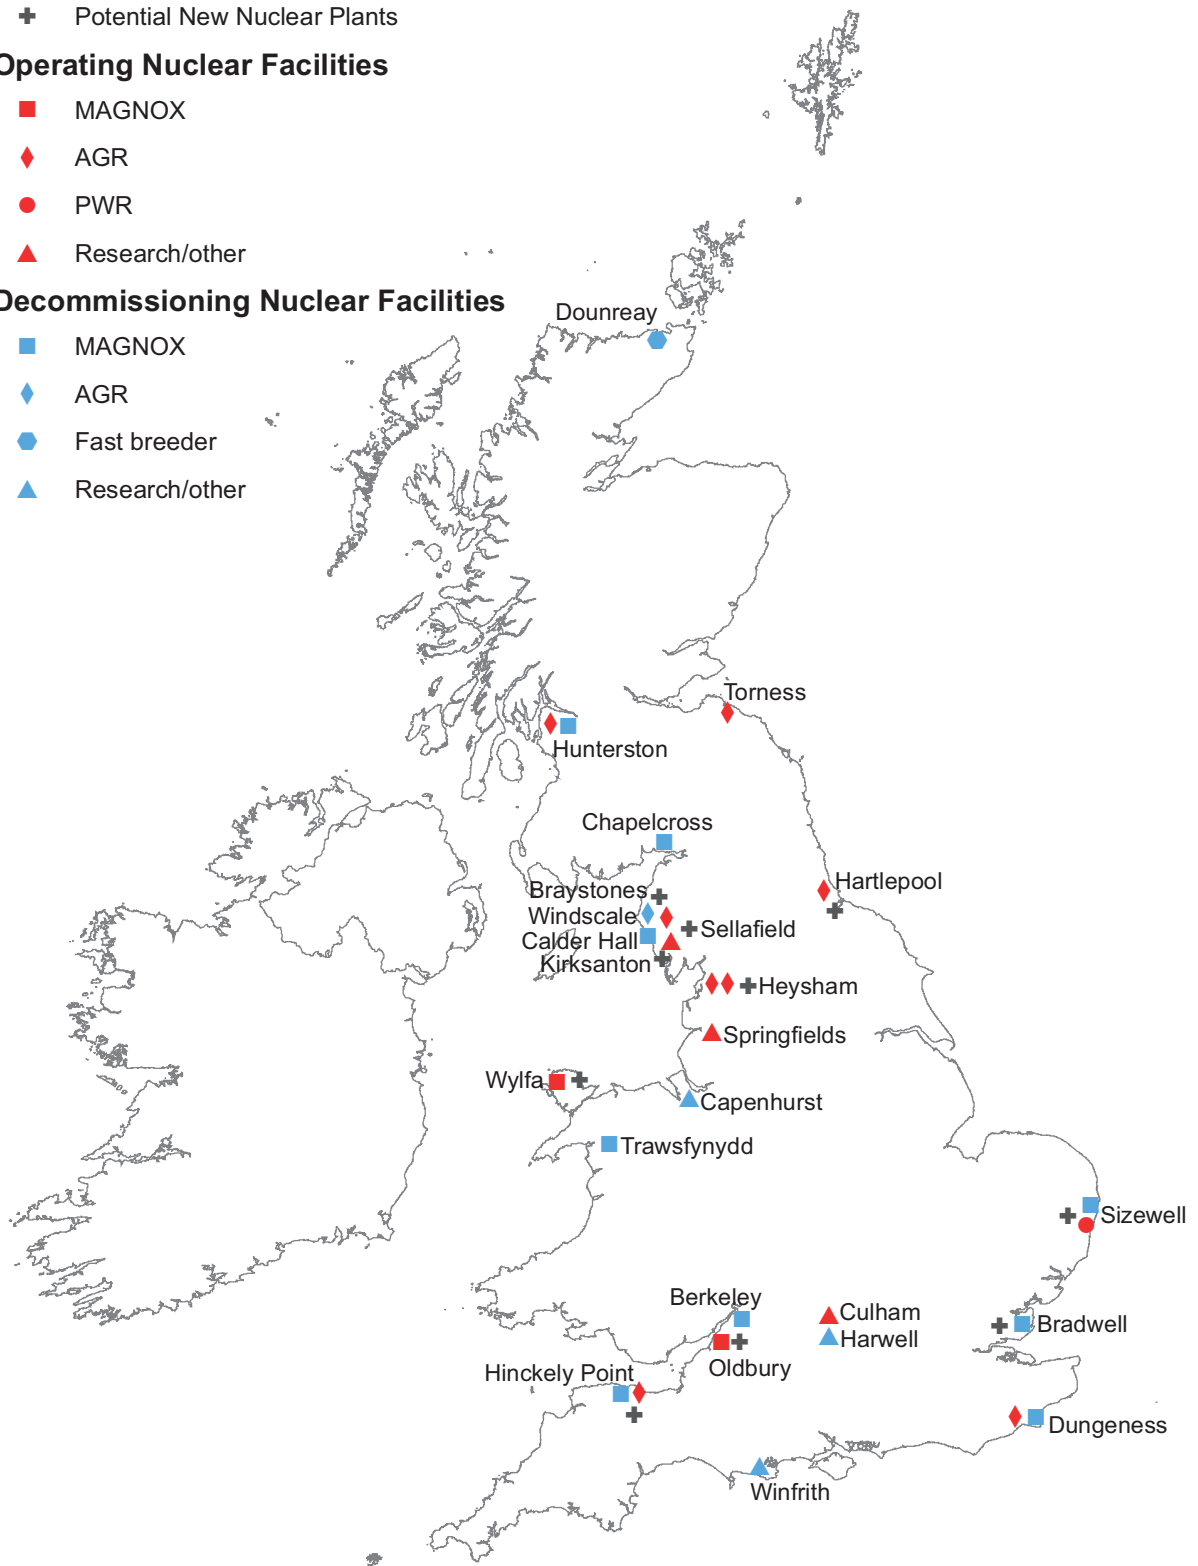 Potential New Nuclear Plants
Operating Nuclear Facilities
MAGNOX
AGR
PWR
Research/other
Decommissioning Nuclear Facilities
MAGNOX
AGR
Fast breeder
Research/other
Dounreay
Torness
Hunterston
Chapelcross
Hartlepool
Braystones
Windscale
Sellafield
Calder Hall
Kirksanton
Heysham
Springfields
Wylfa
Capenhurst
Trawsfynydd
Sizewell
Berkeley
Culham
Bradwell
Harwell
Oldbury
Hinckely Point
Dungeness
Winfrith